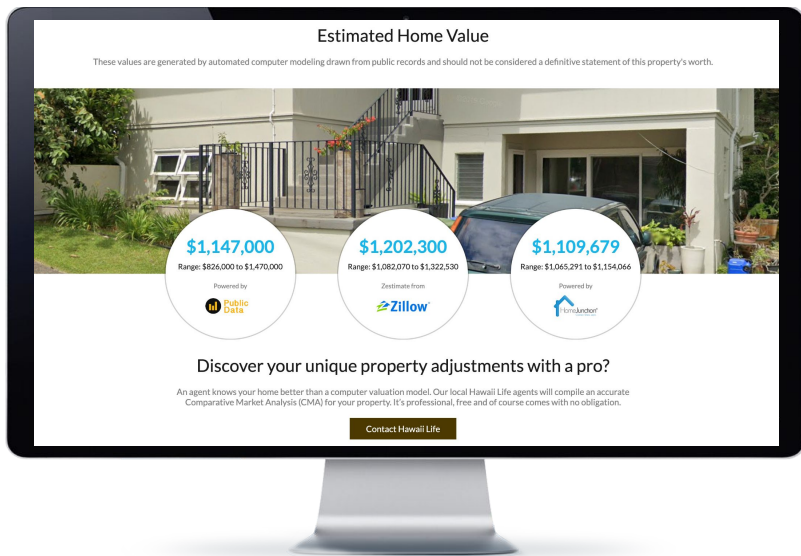 Estimated Home Value
These values are generated by automated computer modeling drawn from public records and should not be considered a definitive statement of this property's worth.
$1,147,000
Range: $826,000 to $1,470,000
Powered by
Public
Data
$1,202,300
Range: $1,082,070 to $1,322,530
Zestimate from
Zillow®
$1,109,679
Range: $1,065,291 to $1,154,066
Powered by
HomeJunction®
Discover your unique property adjustments with a pro?
An agent knows your home better than a computer valuation model. Our local Hawaii Life agents will compile an accurate
Comparative Market Analysis (CMA) for your property. It's professional, free and of course comes with no obligation.
Contact Hawaii Life